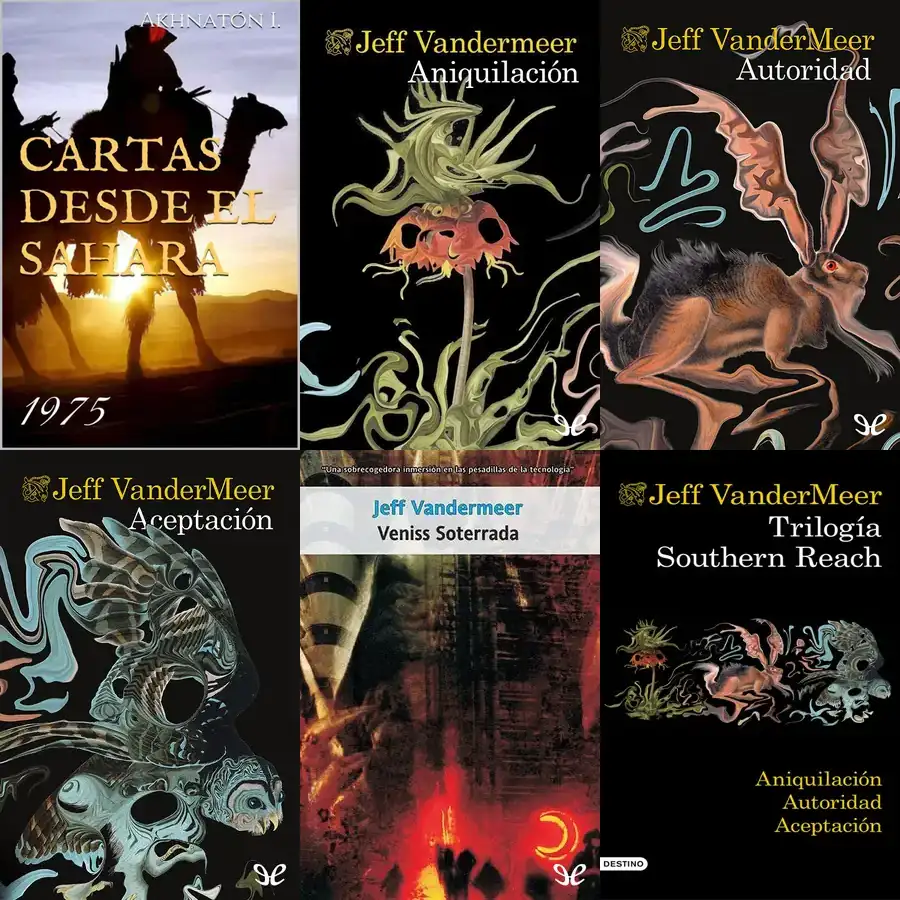 AKHNATÓN I.
CARTAS
DESDE EL
SAHARA
1975
Jeff Vandermeer
Aniquilación
Jeff VanderMeer
Autoridad
Jeff VanderMeer
Aceptación
"Una sobrecogedora inmersión en las pesadillas de la tecnología"
Jeff Vandermeer
Veniss Soterrada
Jeff VanderMeer
Trilogía
Southern Reach
Aniquilación
Autoridad
Aceptación
DESTINO